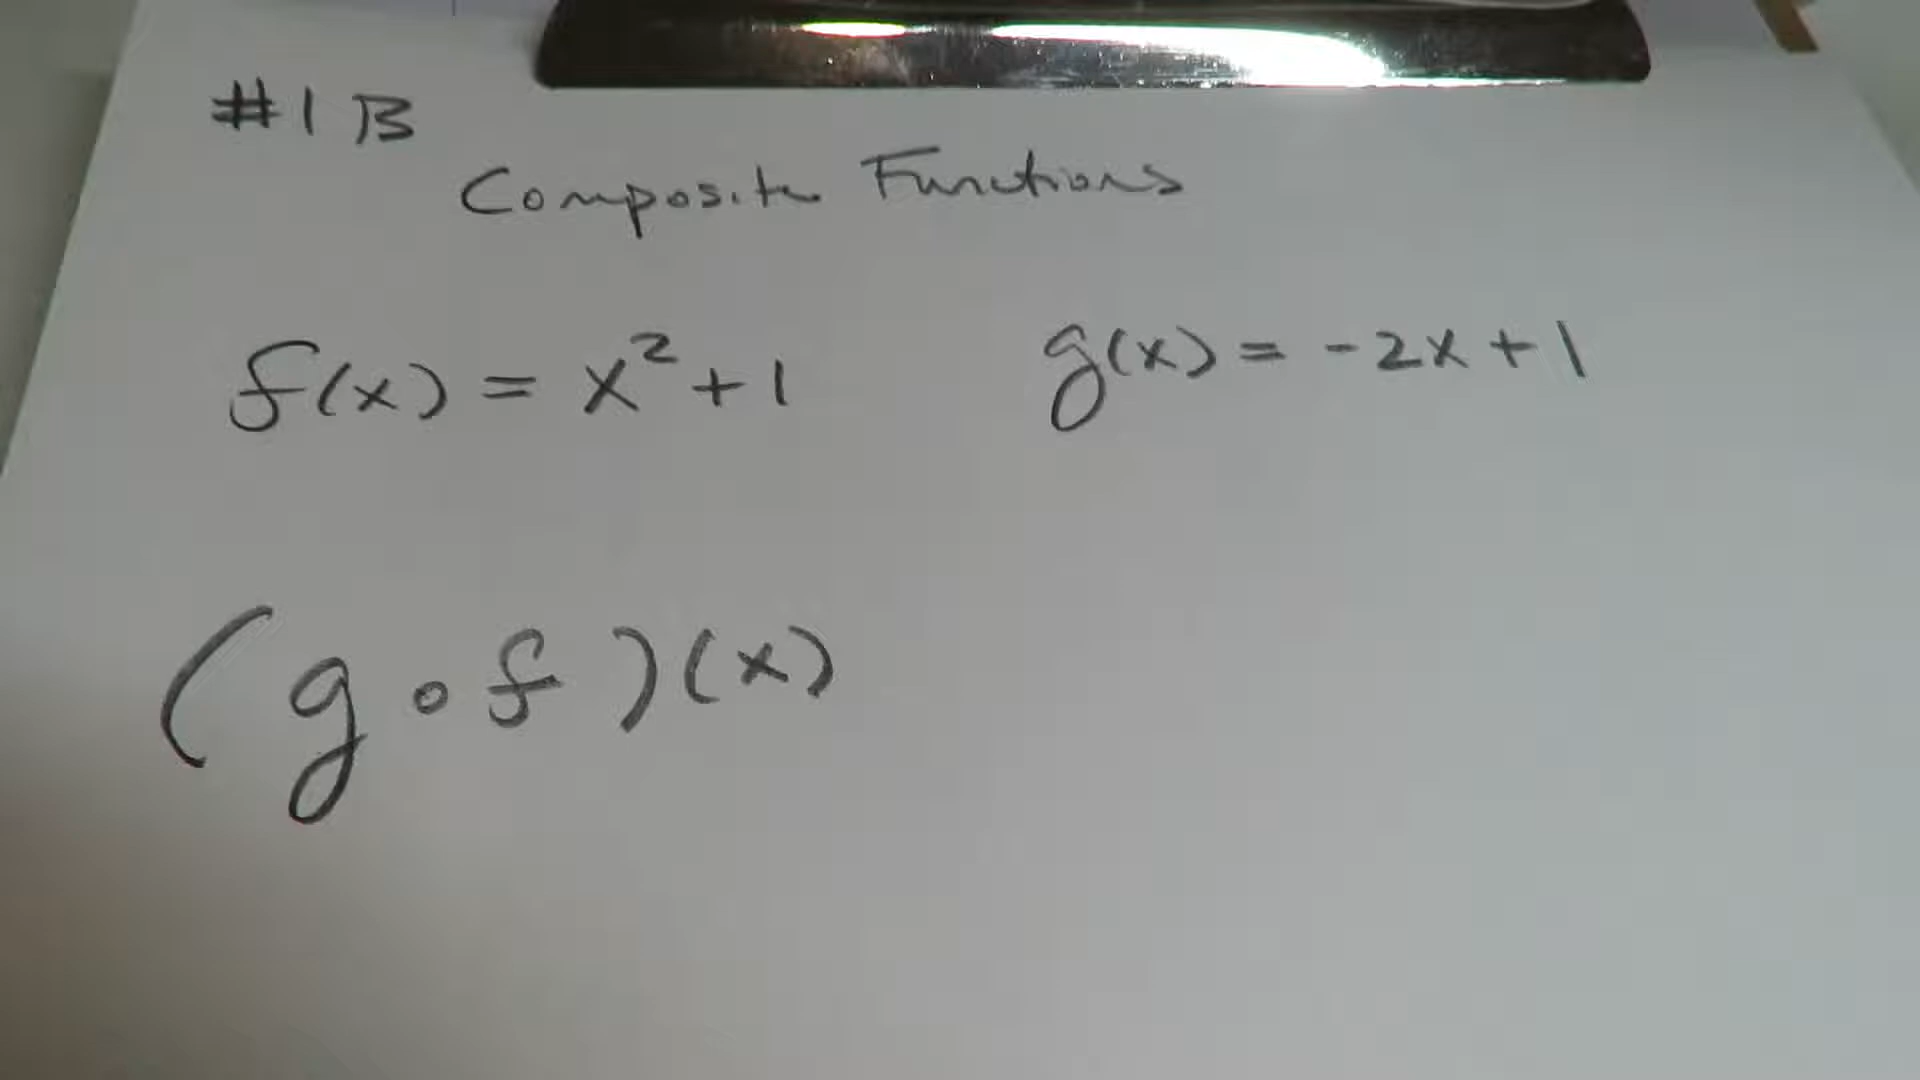 #1 B
Composite Functions
f(x) = x² + 1 g(x) = -2x + 1
(g ∘ f)(x)